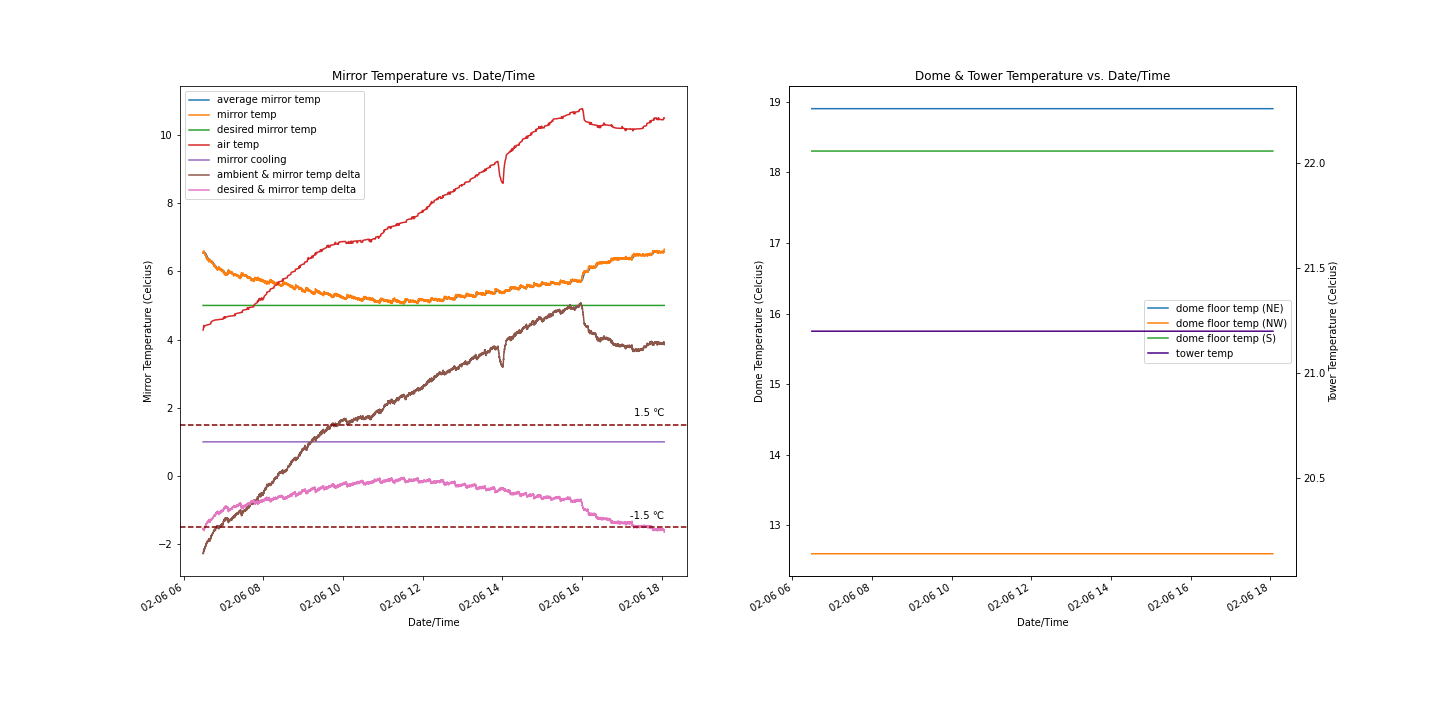 Mirror Temperature vs. Date/Time
average mirror temp
mirror temp
desired mirror temp
air temp
mirror cooling
ambient & mirror temp delta
desired & mirror temp delta
Mirror Temperature (Celcius)
10
8
6
4
2
0
−2
1.5 °C
-1.5 °C
02-06 06
02-06 08
02-06 10
02-06 12
02-06 14
02-06 16
02-06 18
Date/Time
Dome & Tower Temperature vs. Date/Time
Dome Temperature (Celcius)
19
18
17
16
15
14
13
dome floor temp (NE)
dome floor temp (NW)
dome floor temp (S)
tower temp
22.0
21.5
21.0
20.5
Tower Temperature (Celcius)
02-06 06
02-06 08
02-06 10
02-06 12
02-06 14
02-06 16
02-06 18
Date/Time